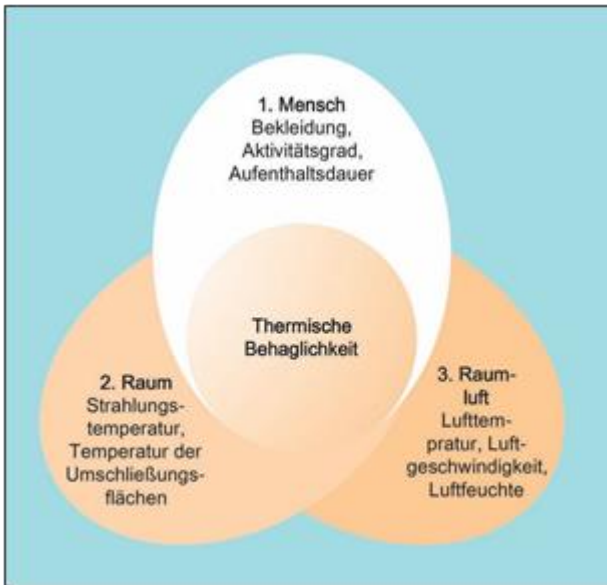 1. Mensch
Bekleidung,
Aktivitätsgrad,
Aufenthaltsdauer
Thermische
Behaglichkeit
2. Raum
Strahlungs-
temperatur,
Temperatur der
Umschließungs-
flächen
3. Raum-
luft
Lufttem-
pratur, Luft-
geschwindigkeit,
Luftfeuchte